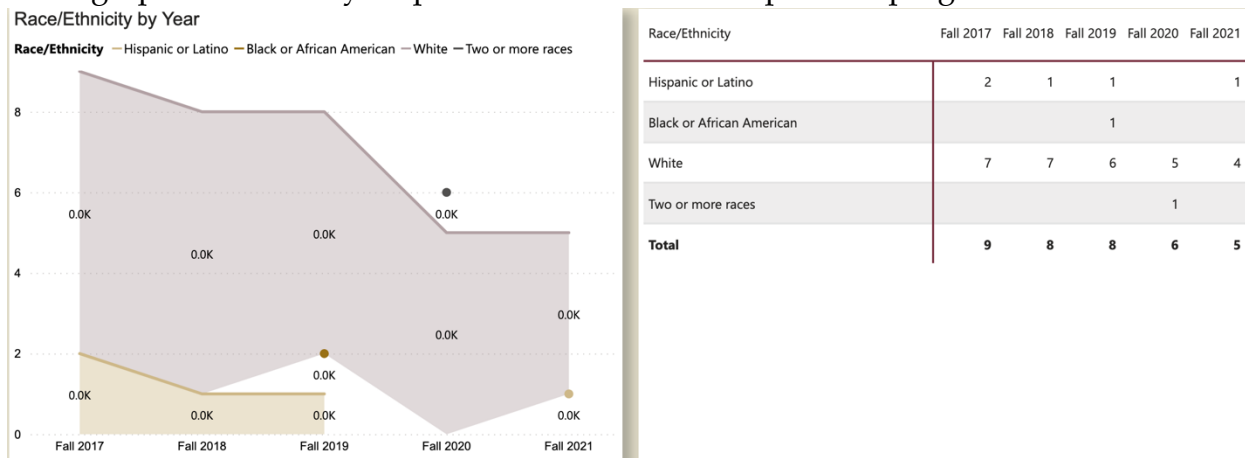 Race/Ethnicity by Year
Race/Ethnicity Hispanic or Latino Black or African American White Two or more races
8
6
4
2
0
0.0K
0.0K
0.0K
0.0K
0.0K
0.0K
0.0K
0.0K
0.0K
0.0K
0.0K
Fall 2017 Fall 2018 Fall 2019 Fall 2020 Fall 2021
Race/Ethnicity Fall 2017 Fall 2018 Fall 2019 Fall 2020 Fall 2021
Hispanic or Latino 2 1 1 1
Black or African American 1
White 7 7 6 5 4
Two or more races 1
Total 9 8 8 6 5